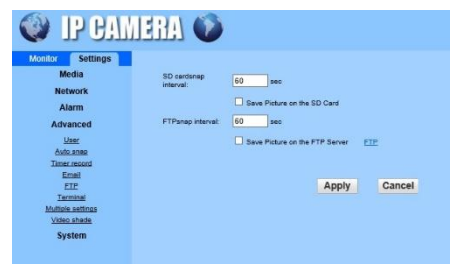 IP CAMERA
Monitor Settings
Media
Network
Alarm
Advanced
User
Auto snap
Timer record
Email
FTP
Terminal
Multiple settings
Video shade
System
SD cardsnap
interval: 60 sec
Save Picture on the SD Card
FTPsnap interval: 60 sec
Save Picture on the FTP Server FTP
Apply Cancel